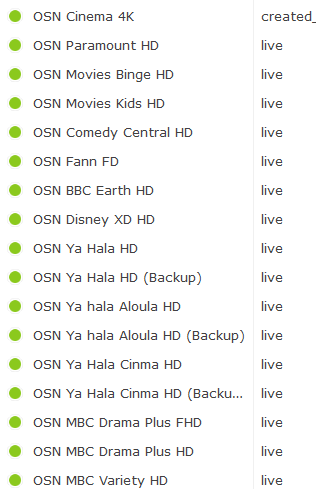 OSN Cinema 4K created_
OSN Paramount HD live
OSN Movies Binge HD live
OSN Movies Kids HD live
OSN Comedy Central HD live
OSN Fann FD live
OSN BBC Earth HD live
OSN Disney XD HD live
OSN Ya Hala HD live
OSN Ya Hala HD (Backup) live
OSN Ya hala Aloula HD live
OSN Ya hala Aloula HD (Backup) live
OSN Ya Hala Cinma HD live
OSN Ya Hala Cinma HD (Backu... live
OSN MBC Drama Plus FHD live
OSN MBC Drama Plus HD live
OSN MBC Variety HD live